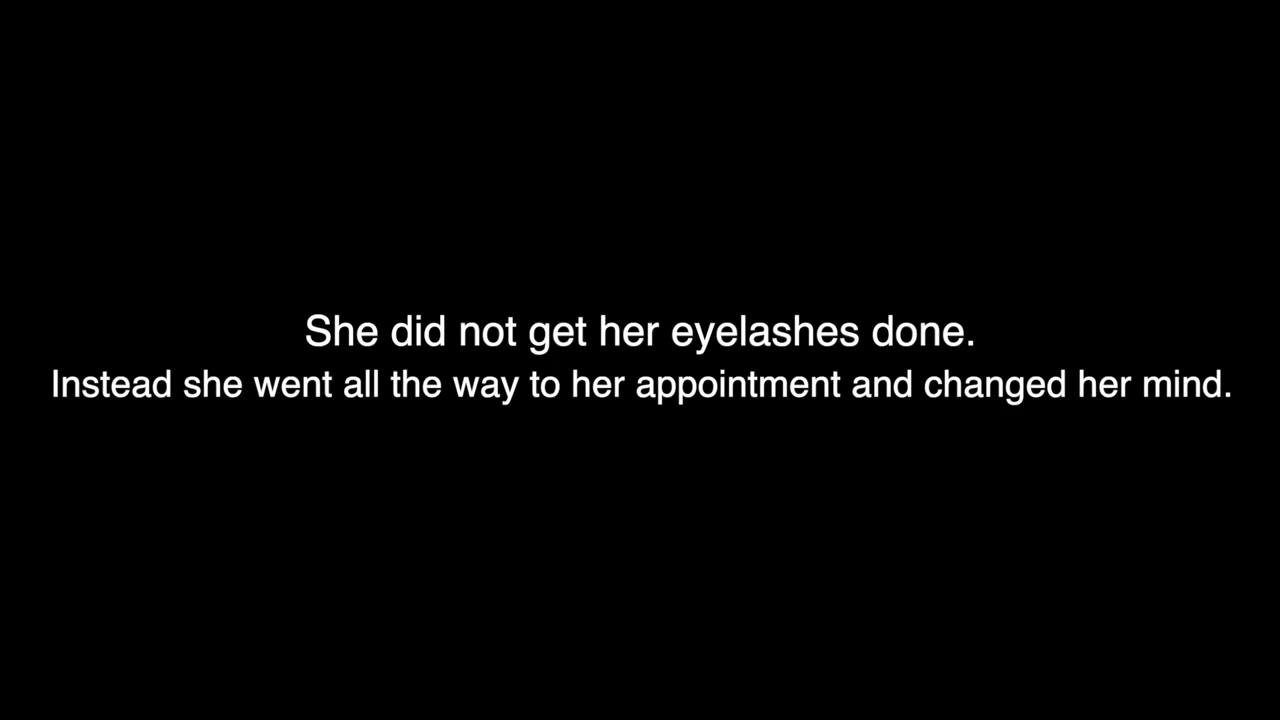 She did not get her eyelashes done.
Instead she went all the way to her appointment and changed her mind.